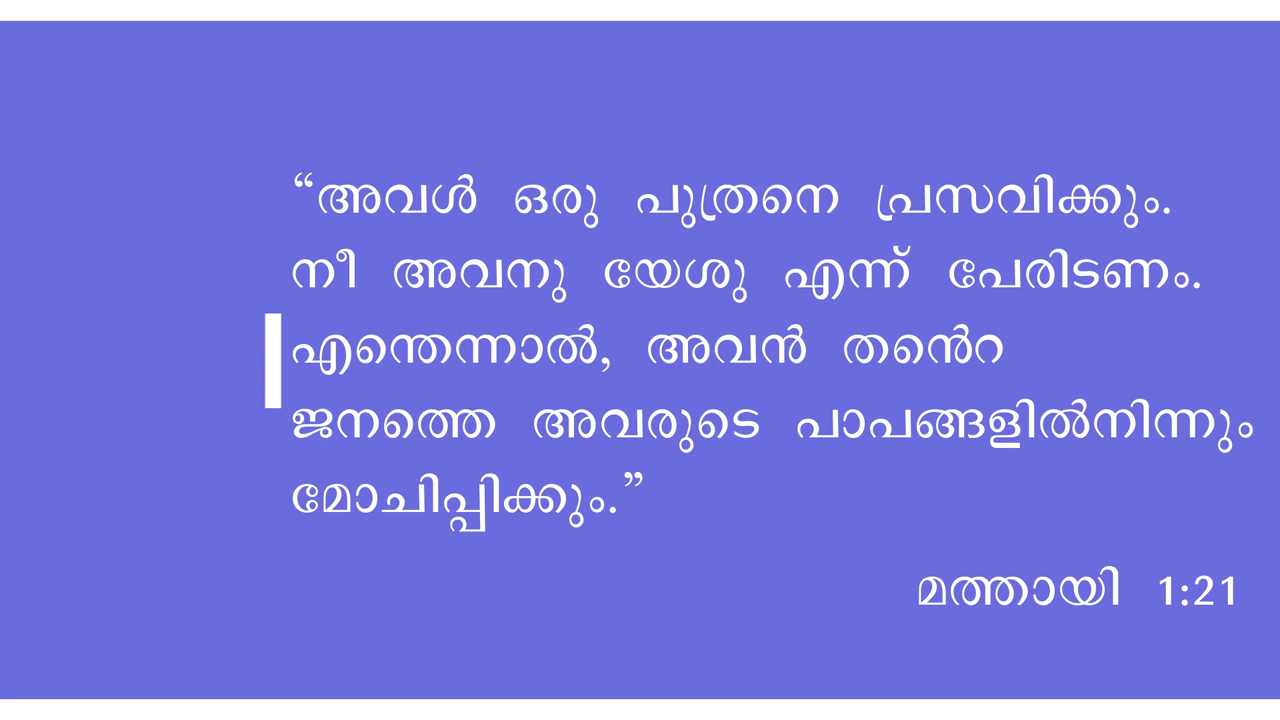 “അവൾ ഒരു പുത്രനെ പ്രസവിക്കും.
നീ അവനു യേശു എന്ന് പേരിടണം.
എന്തെന്നാൽ, അവൻ തൻെറ
ജനത്തെ അവരുടെ പാപങ്ങളിൽനിന്നും
മോചിപ്പിക്കും.”
മത്തായി 1:21